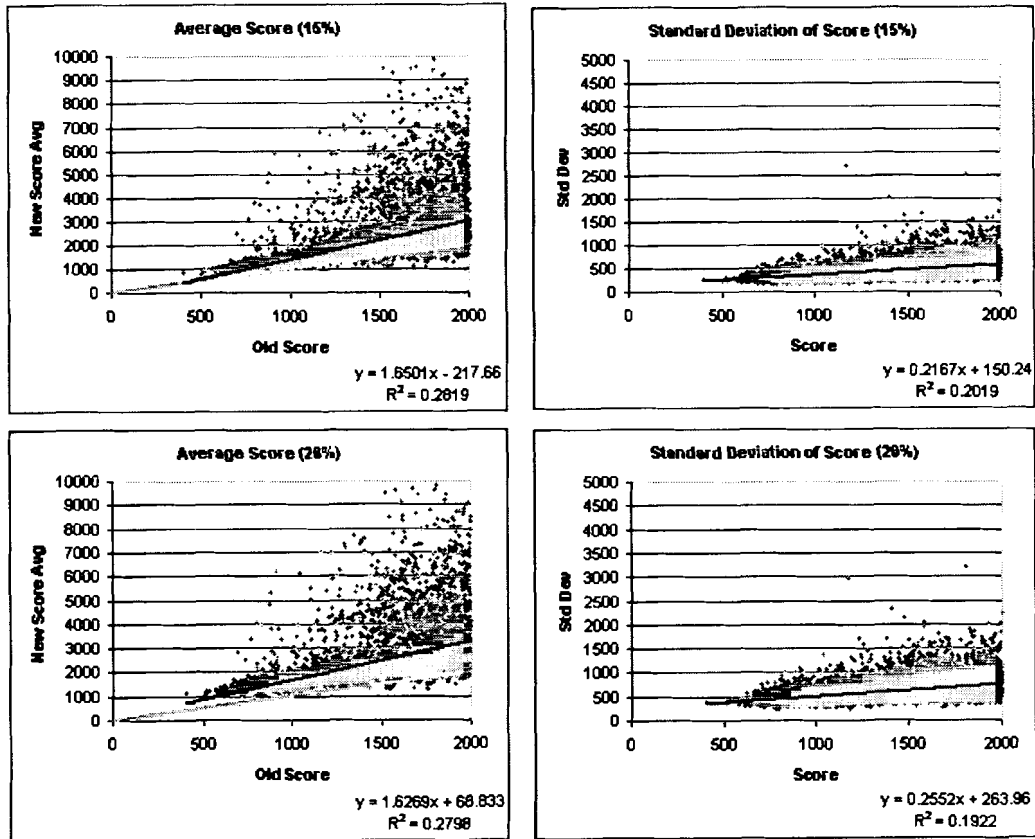 Average Score (15%)
New Score Avg
10000
9000
8000
7000
6000
5000
4000
3000
2000
1000
0
0 500 1000 1500 2000
Old Score
y = 1.6501x - 217.66
R² = 0.2819
Standard Deviation of Score (15%)
Std Dev
5000
4500
4000
3500
3000
2500
2000
1500
1000
500
0
0 500 1000 1500 2000
Score
y = 0.2167x + 150.24
R² = 0.2019
Average Score (20%)
New Score Avg
10000
9000
8000
7000
6000
5000
4000
3000
2000
1000
0
0 500 1000 1500 2000
Old Score
y = 1.6269x + 68.833
R² = 0.2798
Standard Deviation of Score (20%)
Std Dev
5000
4500
4000
3500
3000
2500
2000
1500
1000
500
0
0 500 1000 1500 2000
Score
y = 0.2552x + 263.96
R² = 0.1922